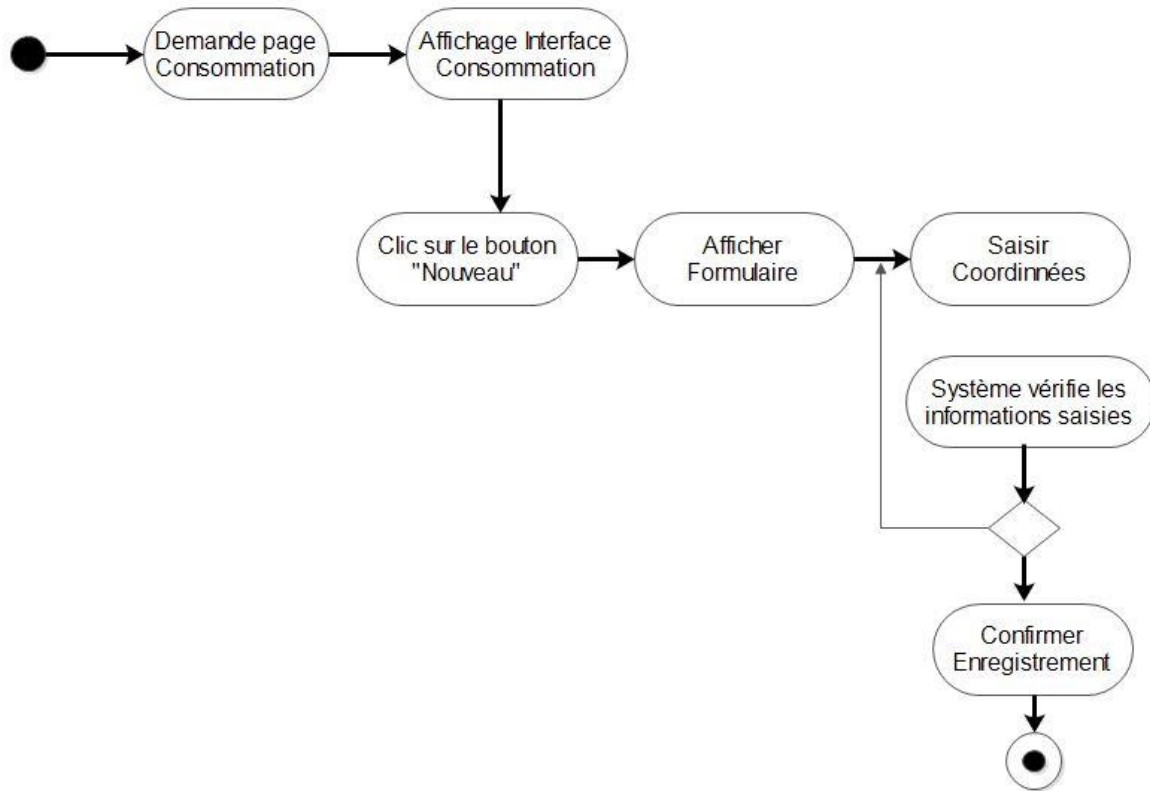 Demande page
Consommation
Affichage Interface
Consommation
Clic sur le bouton
"Nouveau"
Afficher
Formulaire
Saisir
Coordinnées
Système vérifie les
informations saisies
Confirmer
Enregistrement